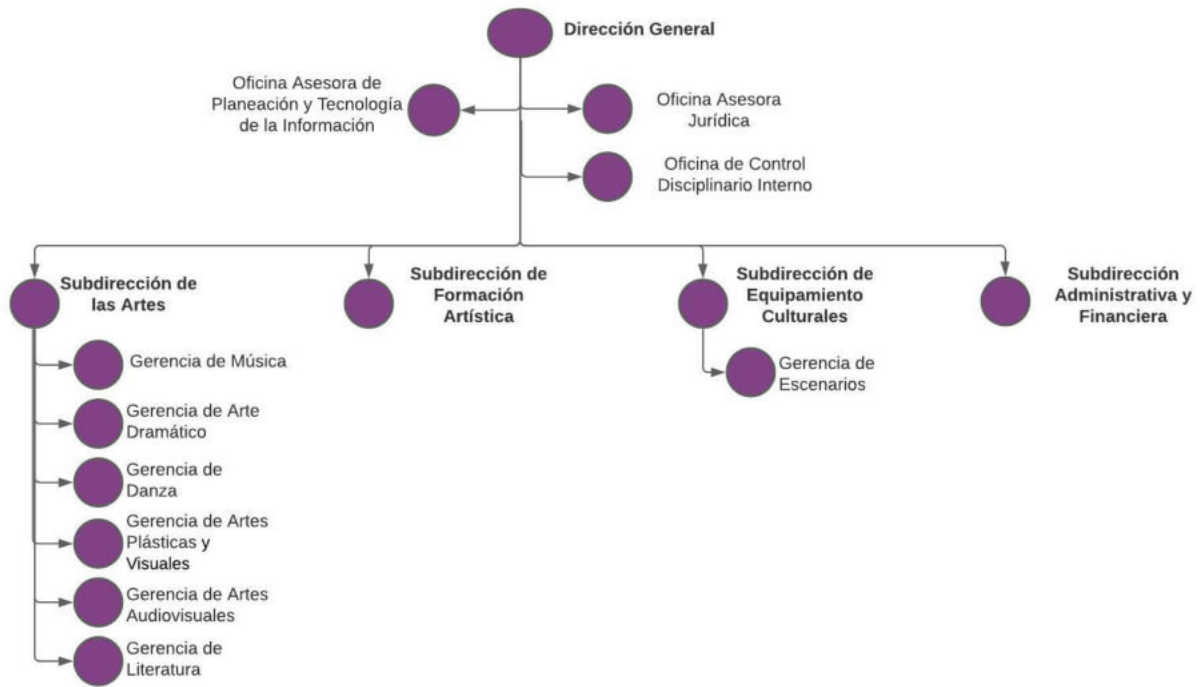 Dirección General
Oficina Asesora de
Planeación y Tecnología
de la Información
Oficina Asesora
Jurídica
Oficina de Control
Disciplinario Interno
Subdirección de
las Artes
Subdirección de
Formación
Artística
Subdirección de
Equipamiento
Culturales
Subdirección
Administrativa y
Financiera
Gerencia de Música
Gerencia de Arte
Dramático
Gerencia de
Danza
Gerencia de Artes
Plásticas y
Visuales
Gerencia de Artes
Audiovisuales
Gerencia de
Literatura
Gerencia de
Escenarios